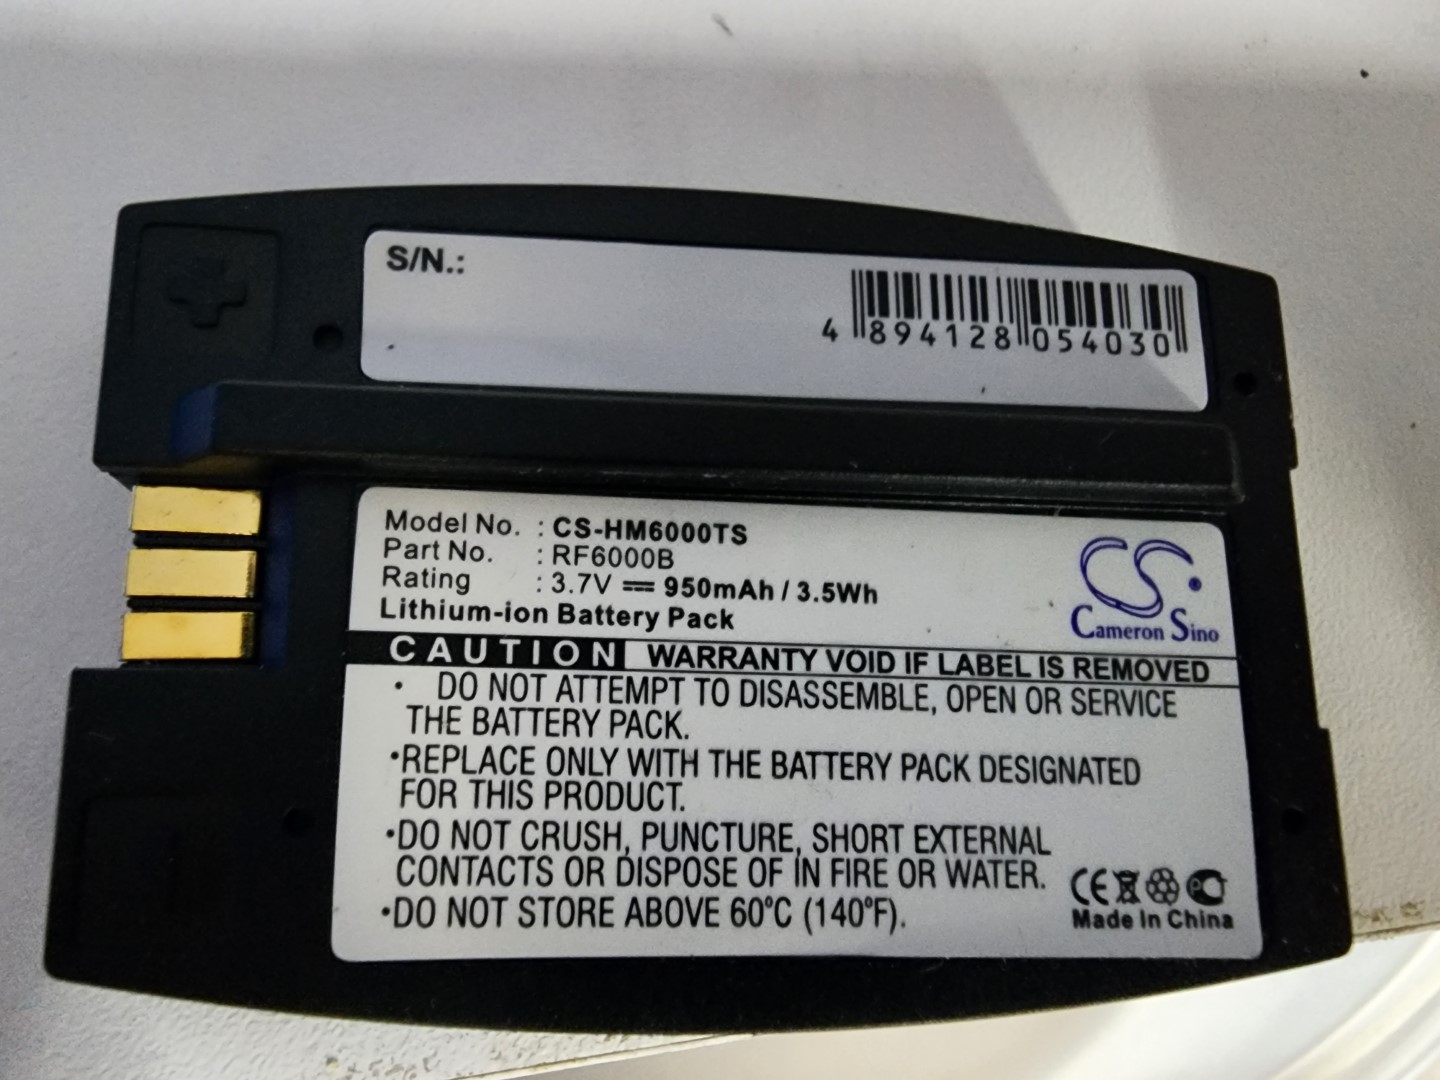 S/N.:
4 894128 054030
Model No. : CS-HM6000TS
Part No. : RF6000B
Rating : 3.7V ⎓ 950mAh / 3.5Wh
Lithium-ion Battery Pack
CS®
Cameron Sino
CAUTION WARRANTY VOID IF LABEL IS REMOVED
• DO NOT ATTEMPT TO DISASSEMBLE, OPEN OR SERVICE
THE BATTERY PACK.
•REPLACE ONLY WITH THE BATTERY PACK DESIGNATED
FOR THIS PRODUCT.
•DO NOT CRUSH, PUNCTURE, SHORT EXTERNAL
CONTACTS OR DISPOSE OF IN FIRE OR WATER.
•DO NOT STORE ABOVE 60°C (140°F).
CE
Made In China